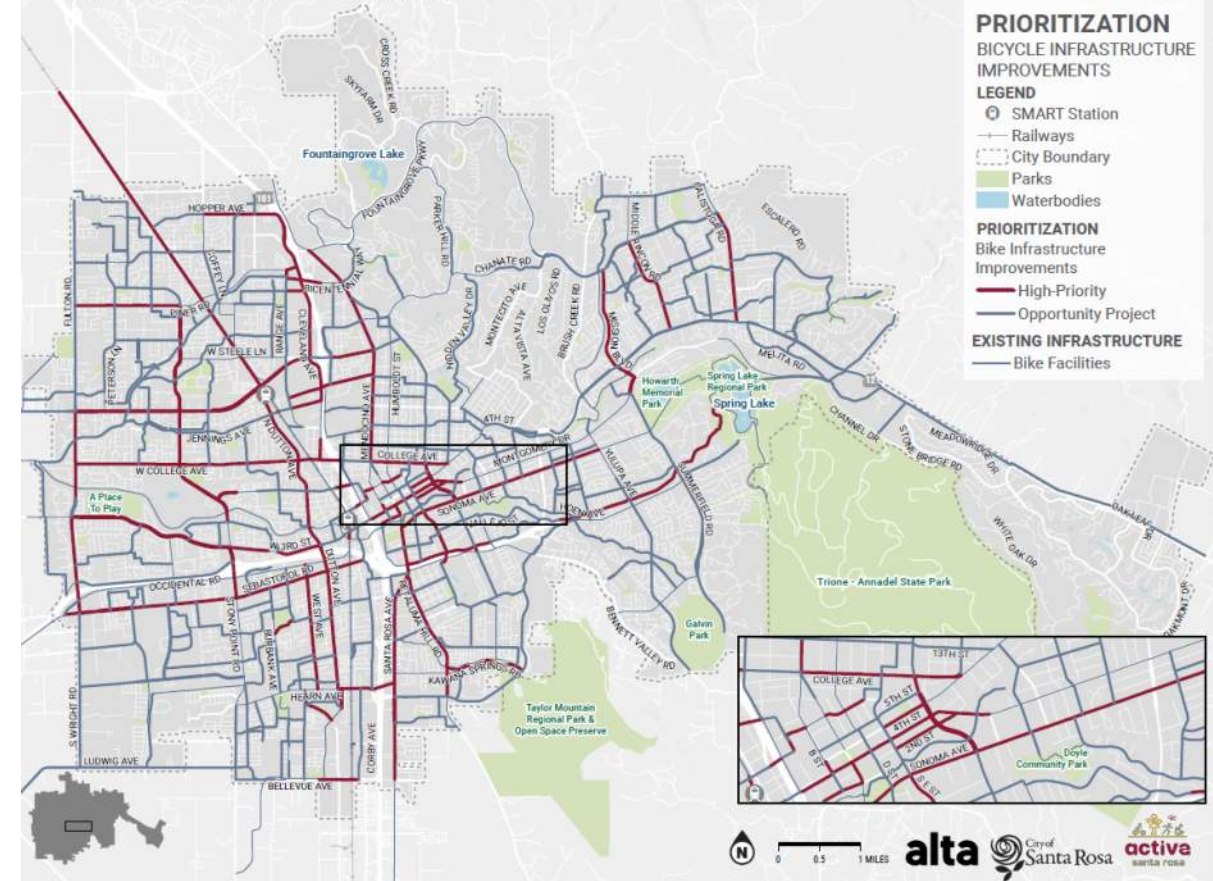 PRIORITIZATION
BICYCLE INFRASTRUCTURE
IMPROVEMENTS
LEGEND
SMART Station
Railways
City Boundary
Parks
Waterbodies
PRIORITIZATION
Bike Infrastructure
Improvements
High-Priority
Opportunity Project
EXISTING INFRASTRUCTURE
Bike Facilities
CROSS CREEK RD
SKYFARM DR
Fountaingrove Lake
FOUNTAINGROVE PKWY
PARKER HILL RD
HOPPER AVE
COFFEY LN
BICENTENNIAL WAY
CHANATE RD
MIDDLE RINCON RD
CALISTOGA RD
ESCALERO RD
FULTON RD
PINER RD
RANGE AVE
CLEVELAND AVE
HIDDEN VALLEY DR
MONTECITO AVE
ALTA VISTA AVE
LOS OLIVOS RD
BRUSH CREEK RD
MISSION BLVD
W STEELE LN
PETERSON LN
MENDOCINO AVE
HUMBOLDT ST
MELITA RD
12
Howarth
Memorial
Park
Spring Lake
Regional Park
Spring Lake
4TH ST
JENNINGS AVE
N DUTTON AVE
W COLLEGE AVE
COLLEGE AVE
MONTGOMERY DR
YULUPA AVE
SUMMERFIELD RD
CHANNEL DR
STONE BRIDGE RD
MEADOWRIDGE DR
OAK LEAF DR
WHITE OAK DR
OAKMONT DR
A Place
To Play
SONOMA AVE
HOEN AVE
VALLEJO ST
W 3RD ST
OCCIDENTAL RD
SEBASTOPOL RD
DUTTON AVE
WEST AVE
STONY POINT RD
BURBANK AVE
SANTA ROSA AVE
PETALUMA HILL RD
KAWANA SPRINGS RD
BENNETT VALLEY RD
Galvin
Park
Trione - Annadel State Park
HEARN AVE
S WRIGHT RD
CORBY AVE
LUDWIG AVE
BELLEVUE AVE
Taylor Mountain
Regional Park &
Open Space Preserve
13TH ST
COLLEGE AVE
5TH ST
4TH ST
2ND ST
SONOMA AVE
B ST
D ST
S E ST
Doyle
Community Park
N
0 0.5 1 MILES
alta
City of
Santa Rosa
active
santa rosa